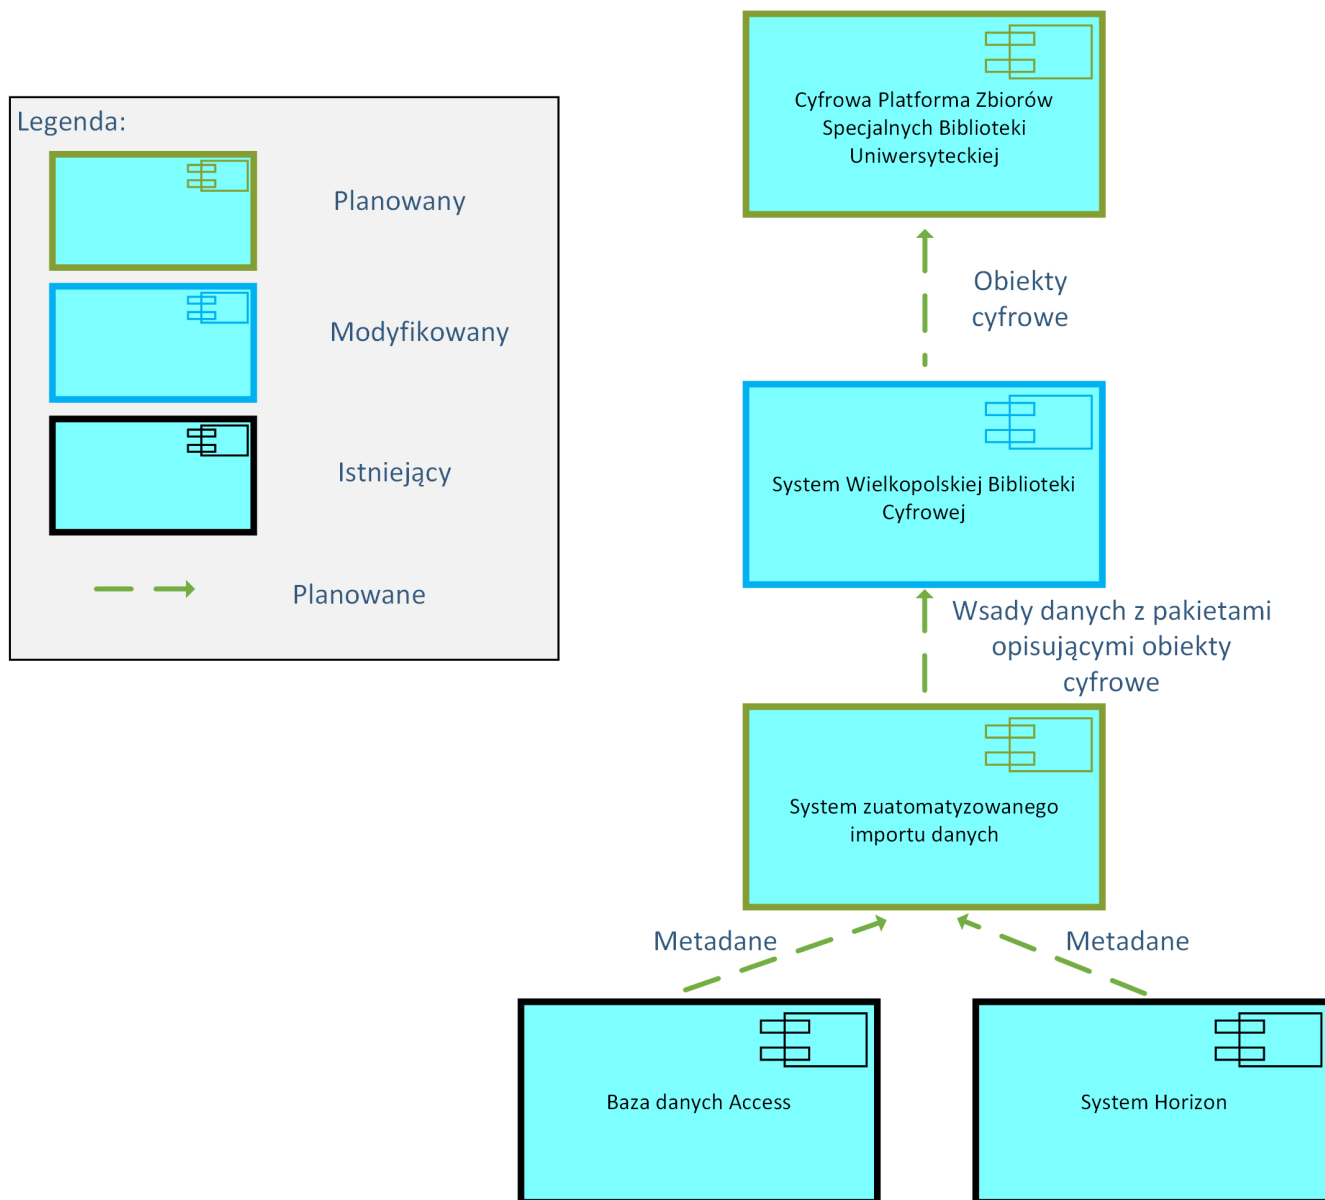 Legenda:
Planowany
Modyfikowany
Istniejący
Planowane
Cyfrowa Platforma Zbiorów
Specjalnych Biblioteki
Uniwersyteckiej
Obiekty
cyfrowe
System Wielkopolskiej Biblioteki
Cyfrowej
Wsady danych z pakietami
opisującymi obiekty
cyfrowe
System zuatomatyzowanego
importu danych
Metadane
Metadane
Baza danych Access
System Horizon